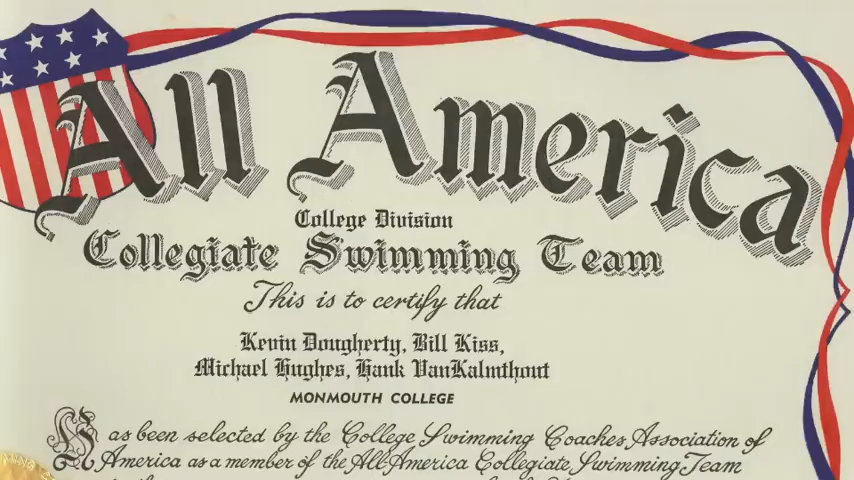 All America
College Division
Collegiate Swimming Team
This is to certify that
Kevin Dougherty, Bill Kiss,
Michael Hughes, Hank VanKalmthout
MONMOUTH COLLEGE
Has been selected by the College Swimming Coaches Association of
America as a member of the All-America Collegiate Swimming Team